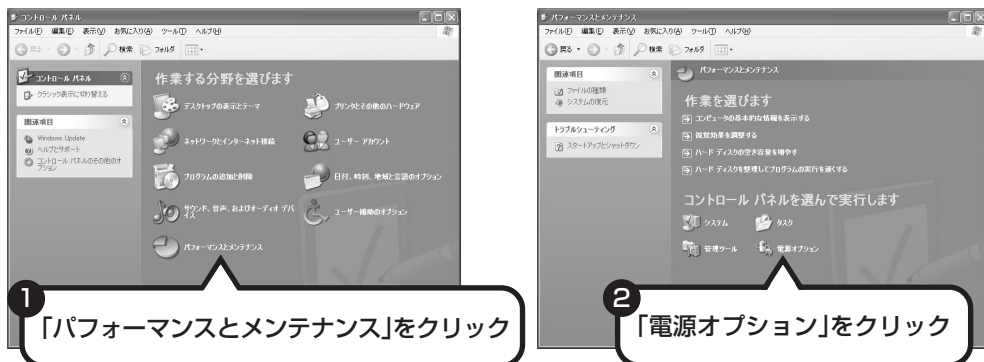 コントロール パネル
ファイル(F) 編集(E) 表示(V) お気に入り(A) ツール(T) ヘルプ(H)
戻る 検索 フォルダ
コントロール パネル
クラシック表示に切り替える
関連項目
Windows Update
ヘルプとサポート
コントロール パネルのその他のオプション
作業する分野を選びます
デスクトップの表示とテーマ
プリンタとその他のハードウェア
ネットワークとインターネット接続
ユーザー アカウント
プログラムの追加と削除
日付、時刻、地域と言語のオプション
サウンド、音声、およびオーディオ デバイス
ユーザー補助のオプション
パフォーマンスとメンテナンス
1
「パフォーマンスとメンテナンス」をクリック
パフォーマンスとメンテナンス
ファイル(F) 編集(E) 表示(V) お気に入り(A) ツール(T) ヘルプ(H)
戻る 検索 フォルダ
関連項目
ファイルの種類
システムの復元
トラブルシューティング
スタートアップとシャットダウン
パフォーマンスとメンテナンス
作業を選びます
コンピュータの基本的な情報を表示する
視覚効果を調整する
ハード ディスクの空き容量を増やす
ハード ディスクを整理してプログラムの実行を速くする
コントロール パネルを選んで実行します
システム
タスク
管理ツール
電源オプション
2
「電源オプション」をクリック